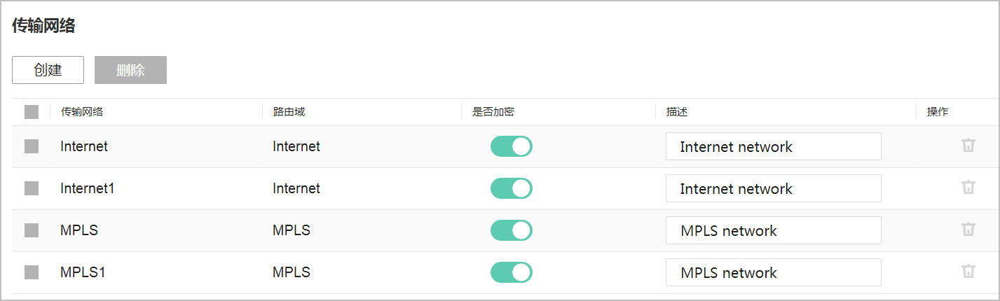 传输网络
创建 删除
传输网络 路由域 是否加密 描述 操作
Internet Internet Internet network
Internet1 Internet Internet network
MPLS MPLS MPLS network
MPLS1 MPLS MPLS network